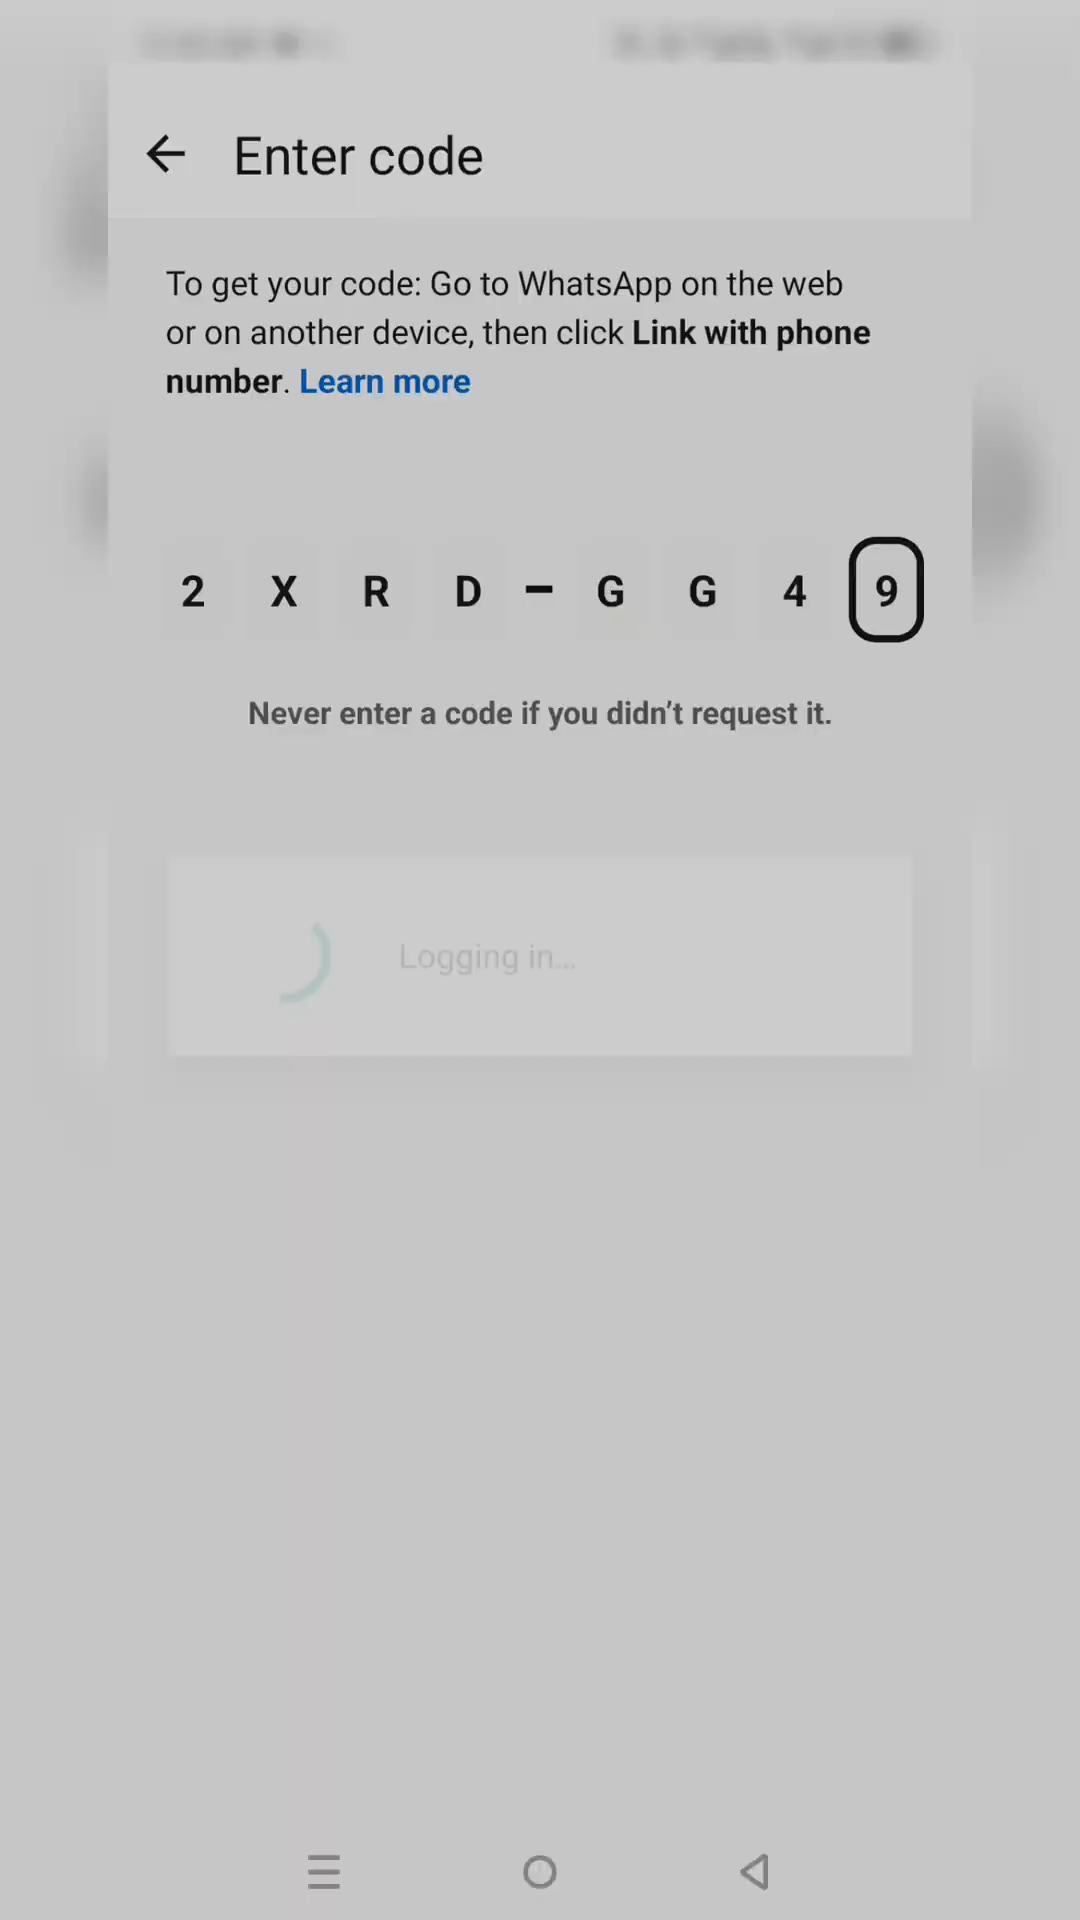 Enter code
To get your code: Go to WhatsApp on the web
or on another device, then click Link with phone
number. Learn more
2 X R D – G G 4 9
Never enter a code if you didn’t request it.
Logging in...